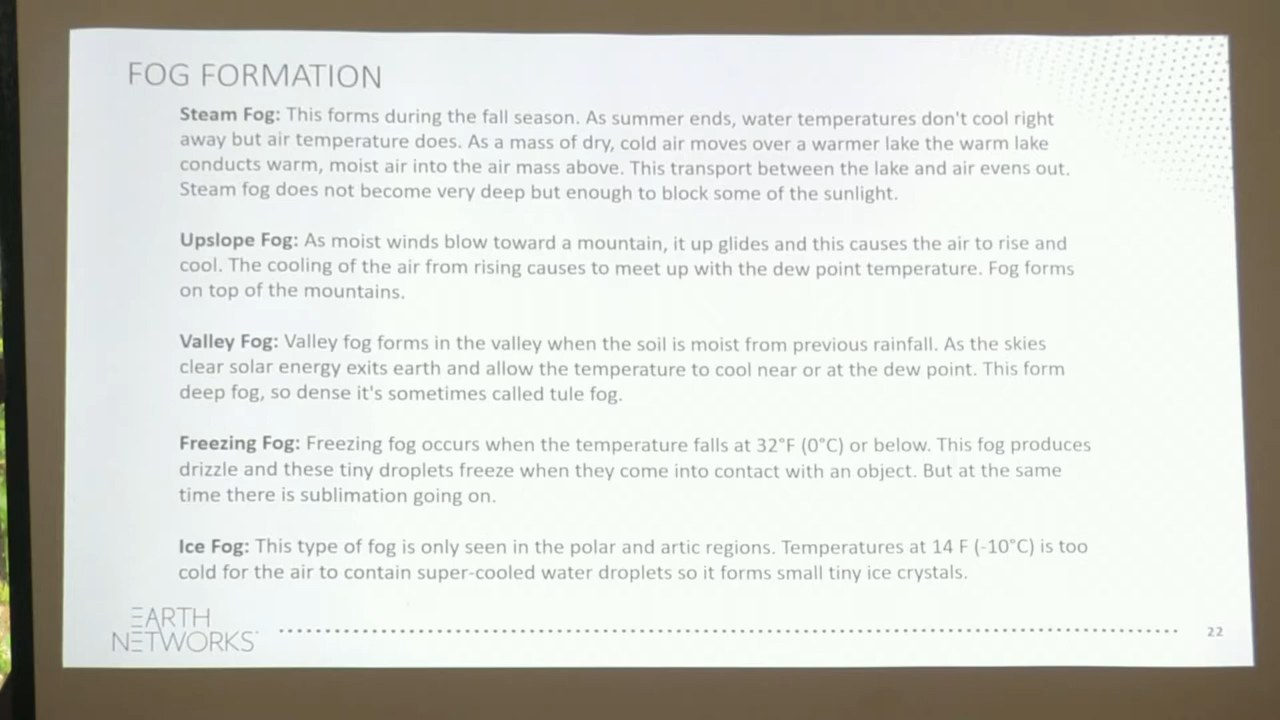 FOG FORMATION
Steam Fog: This forms during the fall season. As summer ends, water temperatures don't cool right
away but air temperature does. As a mass of dry, cold air moves over a warmer lake the warm lake
conducts warm, moist air into the air mass above. This transport between the lake and air evens out.
Steam fog does not become very deep but enough to block some of the sunlight.
Upslope Fog: As moist winds blow toward a mountain, it up glides and this causes the air to rise and
cool. The cooling of the air from rising causes to meet up with the dew point temperature. Fog forms
on top of the mountains.
Valley Fog: Valley fog forms in the valley when the soil is moist from previous rainfall. As the skies
clear solar energy exits earth and allow the temperature to cool near or at the dew point. This form
deep fog, so dense it's sometimes called tule fog.
Freezing Fog: Freezing fog occurs when the temperature falls at 32°F (0°C) or below. This fog produces
drizzle and these tiny droplets freeze when they come into contact with an object. But at the same
time there is sublimation going on.
Ice Fog: This type of fog is only seen in the polar and artic regions. Temperatures at 14 F (-10°C) is too
cold for the air to contain super-cooled water droplets so it forms small tiny ice crystals.
EARTH
NETWORKS
22